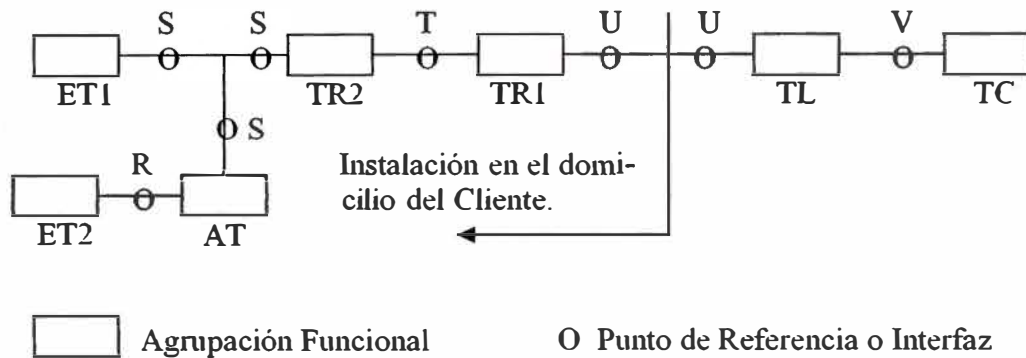 S S T U U V
ET1 TR2 TR1 TL TC
S
R
Instalación en el domi-
cilio del Cliente.
ET2 AT
Agrupación Funcional O Punto de Referencia o Interfaz